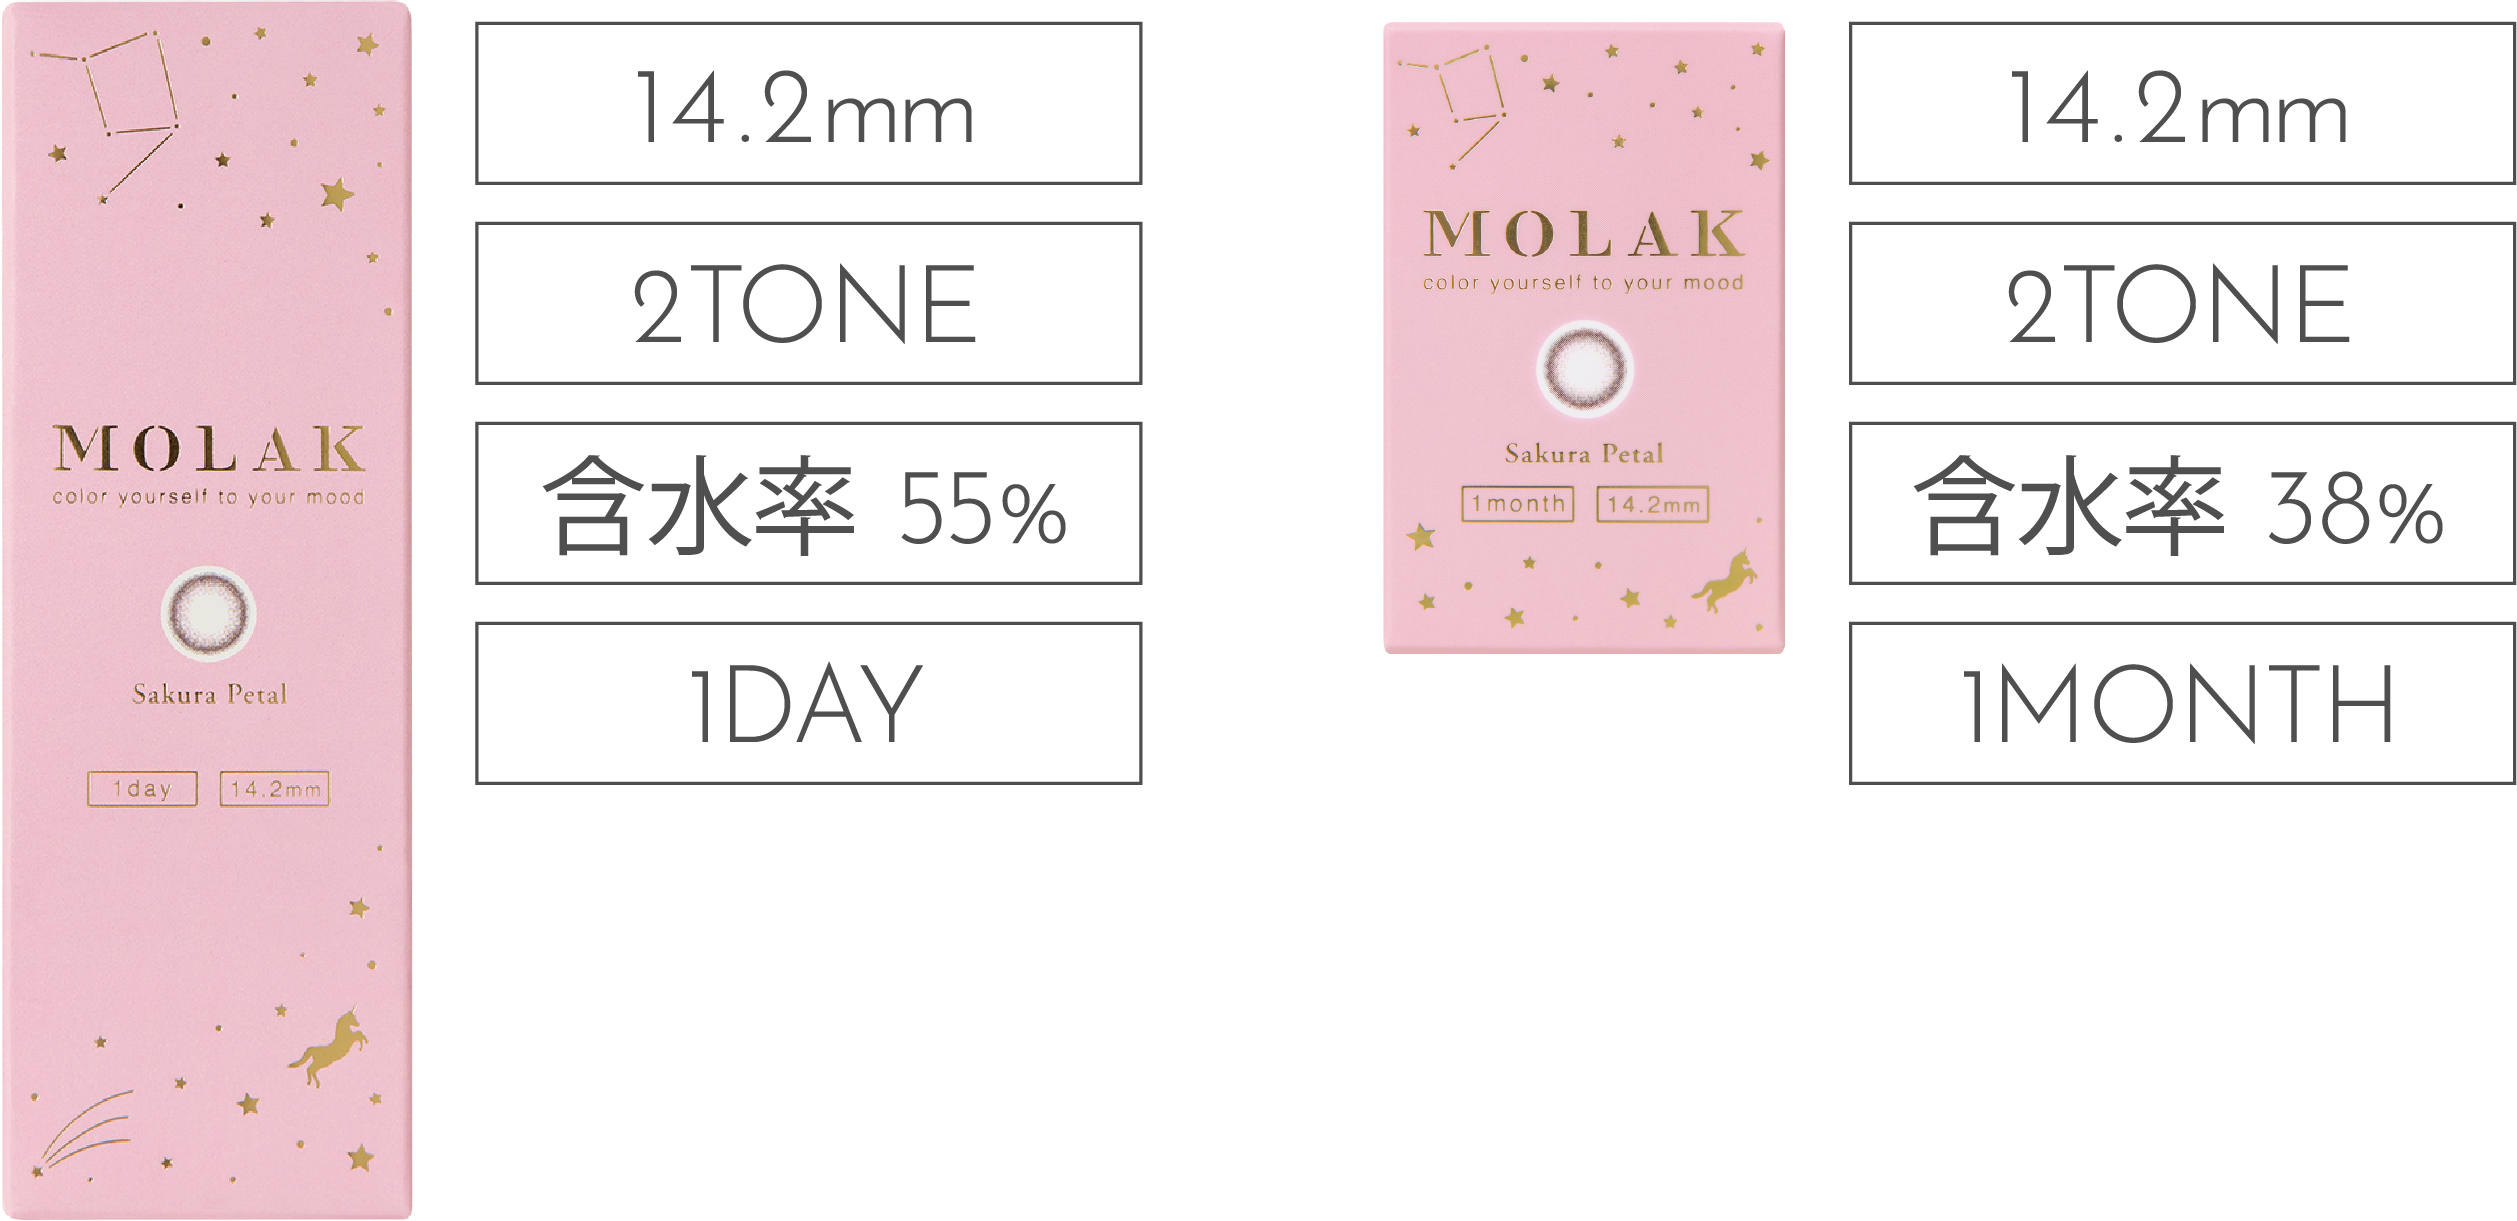 MOLAK
color yourself to your mood
Sakura Petal
1day
14.2mm
14.2mm
2TONE
含水率 55%
1DAY
MOLAK
color yourself to your mood
Sakura Petal
1month
14.2mm
14.2mm
2TONE
含水率 38%
1MONTH